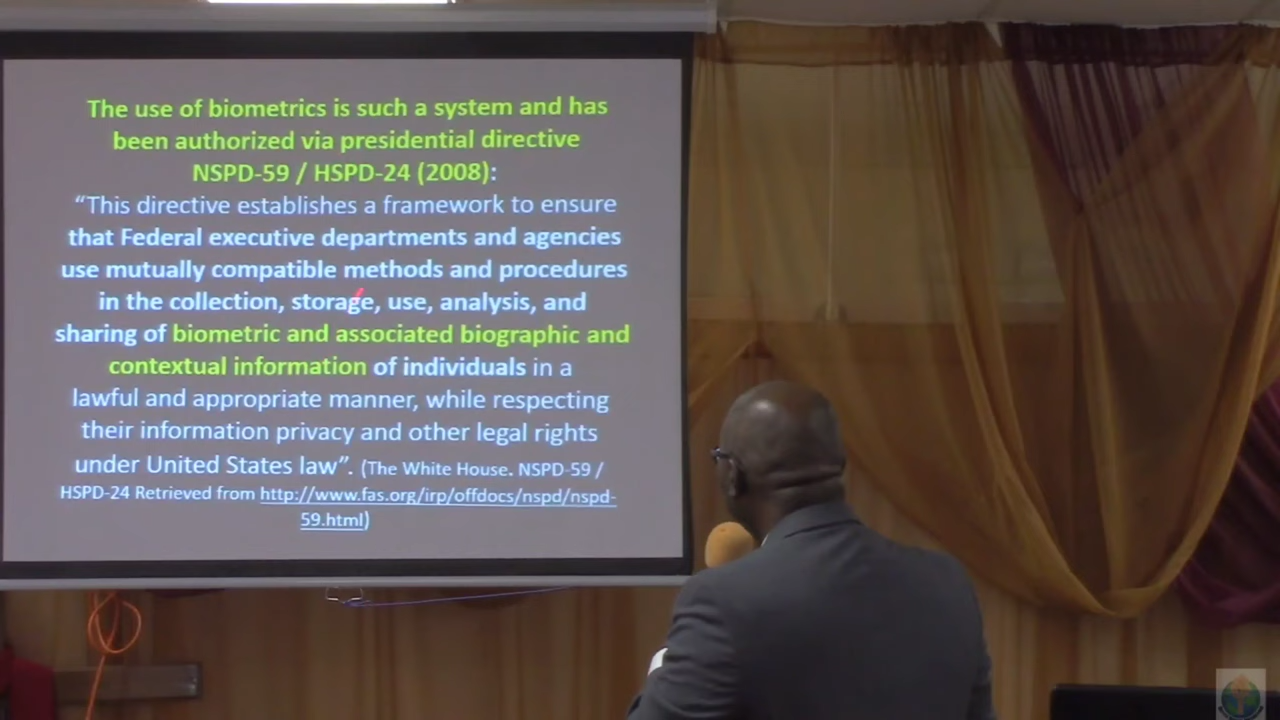 The use of biometrics is such a system and has
been authorized via presidential directive
NSPD-59 / HSPD-24 (2008):
“This directive establishes a framework to ensure
that Federal executive departments and agencies
use mutually compatible methods and procedures
in the collection, storage, use, analysis, and
sharing of biometric and associated biographic and
contextual information of individuals in a
lawful and appropriate manner, while respecting
their information privacy and other legal rights
under United States law”. (The White House. NSPD-59 /
HSPD-24 Retrieved from http://www.fas.org/irp/offdocs/nspd/nspd-
59.html)